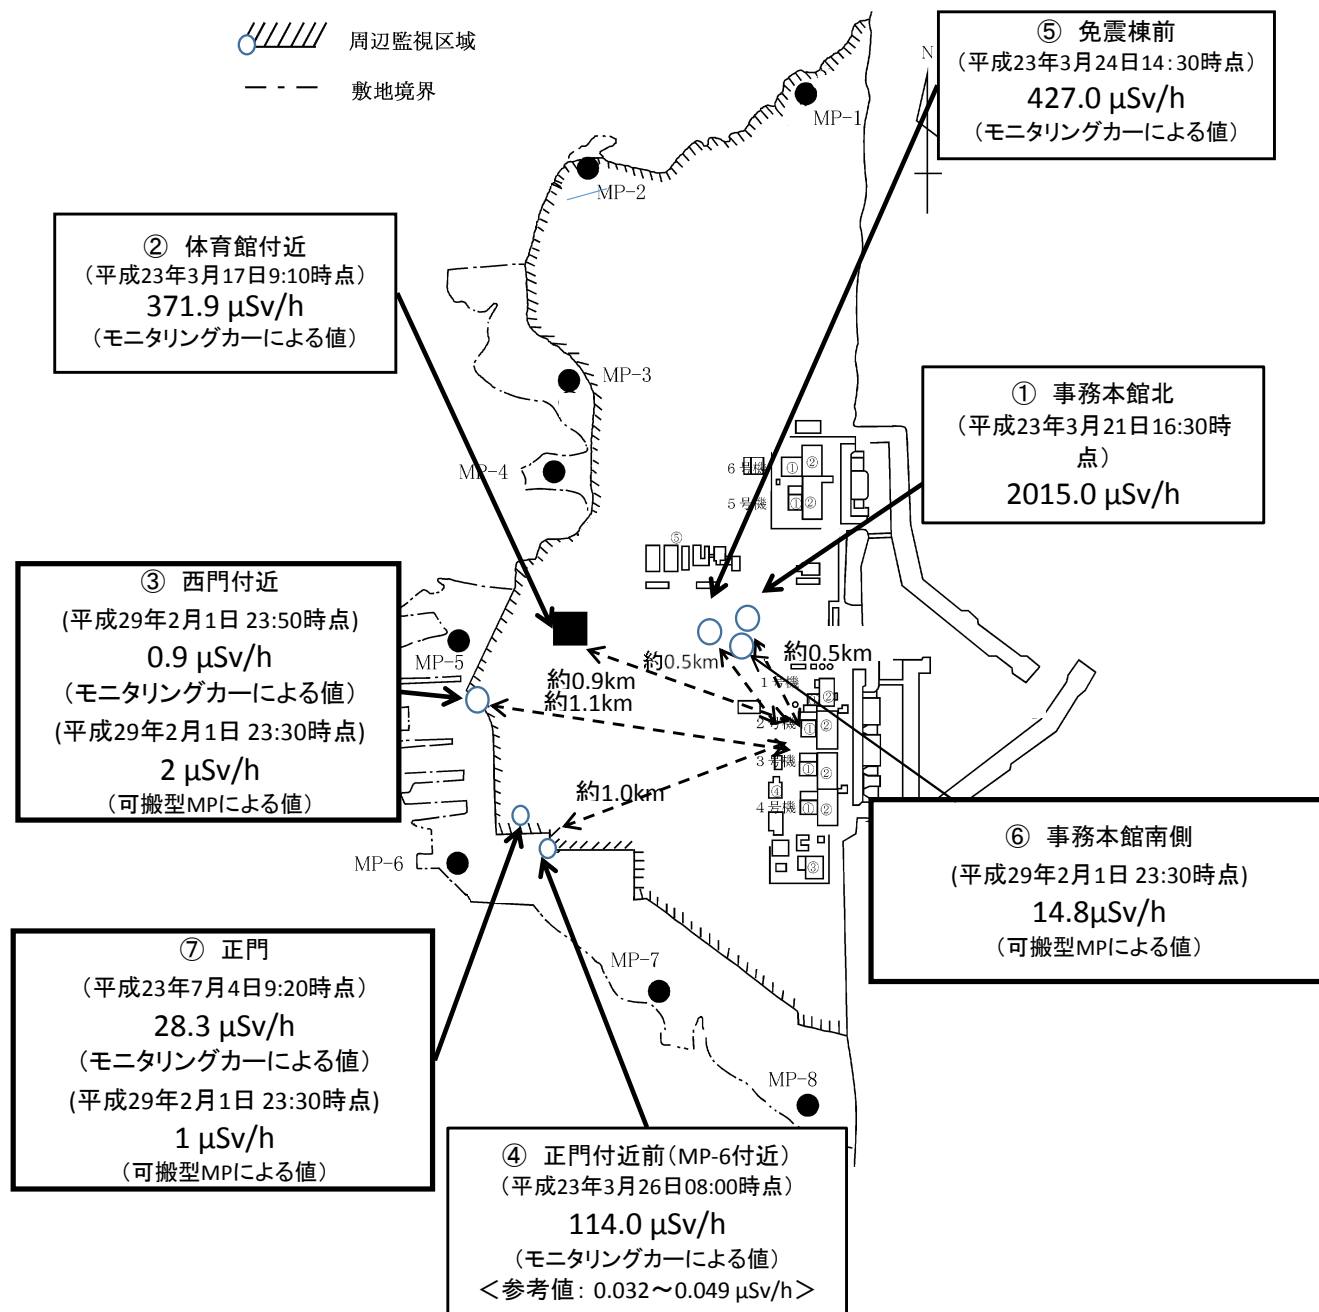 周辺監視区域
敷地境界
⑤ 免震棟前
（平成23年3月24日14:30時点）
427.0 µSv/h
（モニタリングカーによる値）
N
MP-1
MP-2
② 体育館付近
（平成23年3月17日9:10時点）
371.9 µSv/h
（モニタリングカーによる値）
MP-3
① 事務本館北
（平成23年3月21日16:30時
点）
2015.0 µSv/h
MP-4
6号機
①
②
5号機
①
②
⑤
③ 西門付近
(平成29年2月1日 23:50時点)
0.9 µSv/h
（モニタリングカーによる値）
(平成29年2月1日 23:30時点)
2 µSv/h
（可搬型MPによる値）
MP-5
約0.5km
約0.5km
約0.9km
約1.1km
1号機
②
2号機
①
②
3号機
①
②
約1.0km
④
4号機
①
②
③
MP-6
⑥ 事務本館南側
(平成29年2月1日 23:30時点)
14.8µSv/h
（可搬型MPによる値）
⑦ 正門
（平成23年7月4日9:20時点）
28.3 µSv/h
（モニタリングカーによる値）
(平成29年2月1日 23:30時点)
1 µSv/h
（可搬型MPによる値）
MP-7
MP-8
④ 正門付近前（MP-6付近）
（平成23年3月26日08:00時点）
114.0 µSv/h
（モニタリングカーによる値）
＜参考値: 0.032～0.049 µSv/h＞